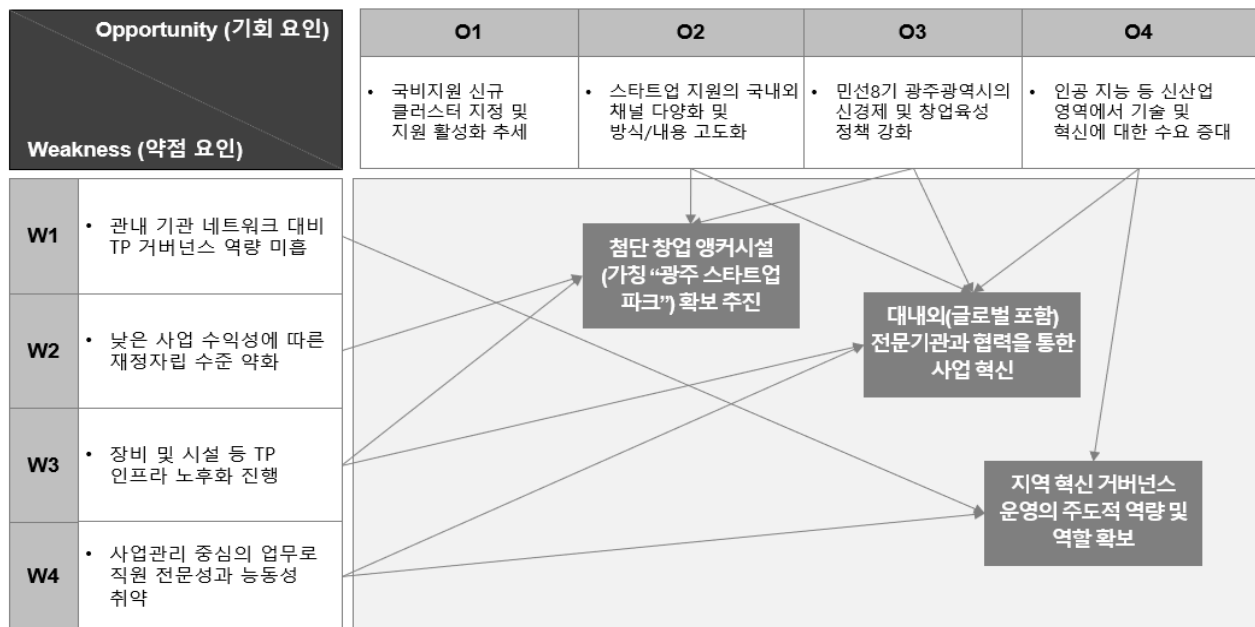 Opportunity (기회 요인)
Weakness (약점 요인)
O1
O2
O3
O4
• 국비지원 신규
클러스터 지정 및
지원 활성화 추세
• 스타트업 지원의 국내외
채널 다양화 및
방식/내용 고도화
• 민선8기 광주광역시의
신경제 및 창업육성
정책 강화
• 인공 지능 등 신산업
영역에서 기술 및
혁신에 대한 수요 증대
W1
• 관내 기관 네트워크 대비
TP 거버넌스 역량 미흡
W2
• 낮은 사업 수익성에 따른
재정자립 수준 약화
W3
• 장비 및 시설 등 TP
인프라 노후화 진행
W4
• 사업관리 중심의 업무로
직원 전문성과 능동성
취약
첨단 창업 앵커시설
(가칭 “광주 스타트업
파크”) 확보 추진
대내외(글로벌 포함)
전문기관과 협력을 통한
사업 혁신
지역 혁신 거버넌스
운영의 주도적 역량 및
역할 확보